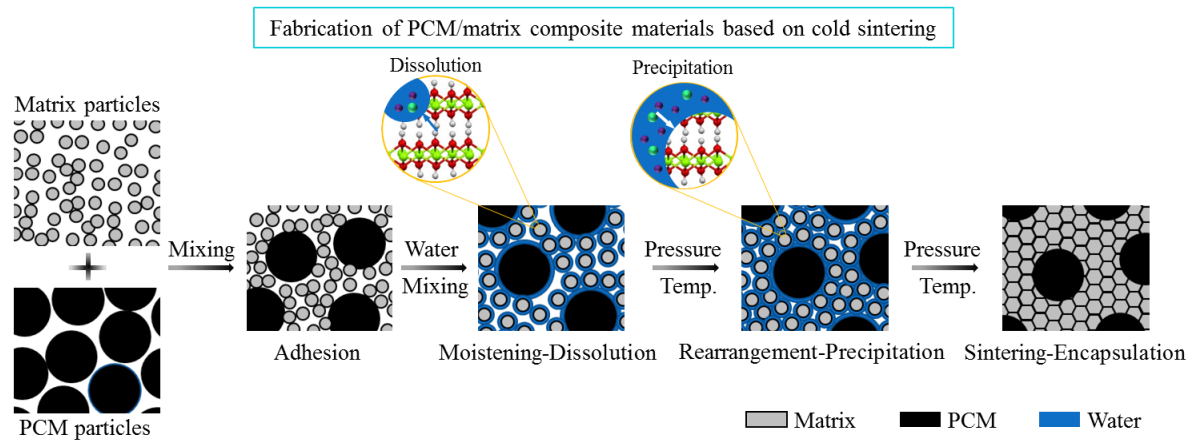 Fabrication of PCM/matrix composite materials based on cold sintering
Dissolution
Precipitation
Matrix particles
Mixing
Water
Mixing
Pressure
Temp.
Pressure
Temp.
Adhesion
Moistening-Dissolution
Rearrangement-Precipitation
Sintering-Encapsulation
PCM particles
Matrix
PCM
Water